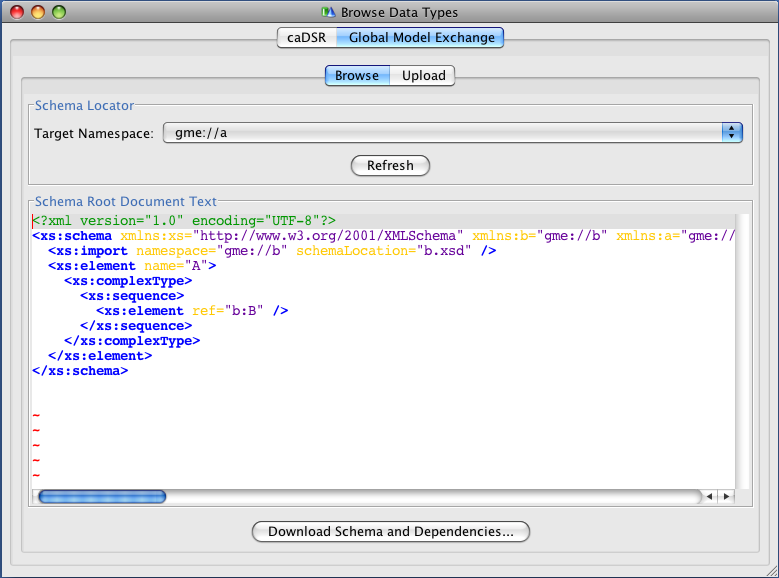 Browse Data Types
caDSR Global Model Exchange
Browse Upload
Schema Locator
Target Namespace: gme://a
Refresh
Schema Root Document Text
<?xml version="1.0" encoding="UTF-8"?>
<xs:schema xmlns:xs="http://www.w3.org/2001/XMLSchema" xmlns:b="gme://b" xmlns:a="gme://
<xs:import namespace="gme://b" schemaLocation="b.xsd" />
<xs:element name="A">
<xs:complexType>
<xs:sequence>
<xs:element ref="b:B" />
</xs:sequence>
</xs:complexType>
</xs:element>
</xs:schema>
~
~
~
~
~
Download Schema and Dependencies...